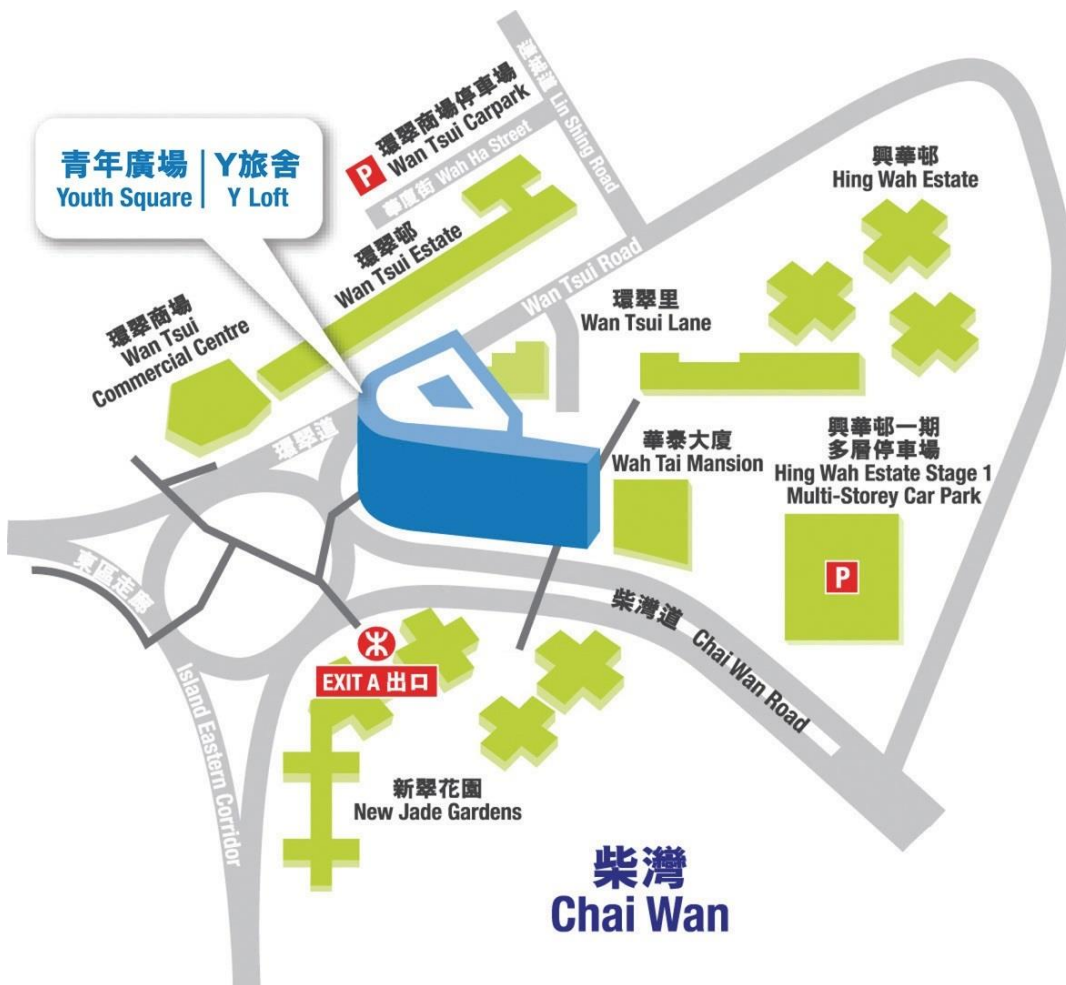 連城道 Lin Shing Road
環翠商場停車場
Wan Tsui Carpark
P
華廈街 Wah Ha Street
青年廣場
Youth Square
Y旅舍
Y Loft
興華邨
Hing Wah Estate
環翠邨
Wan Tsui Estate
Wan Tsui Road
環翠里
Wan Tsui Lane
環翠商場
Wan Tsui
Commercial Centre
環翠道
華泰大廈
Wah Tai Mansion
興華邨一期
多層停車場
Hing Wah Estate Stage 1
Multi-Storey Car Park
P
東區走廊
Island Eastern Corridor
柴灣道 Chai Wan Road
EXIT A 出口
新翠花園
New Jade Gardens
柴灣
Chai Wan